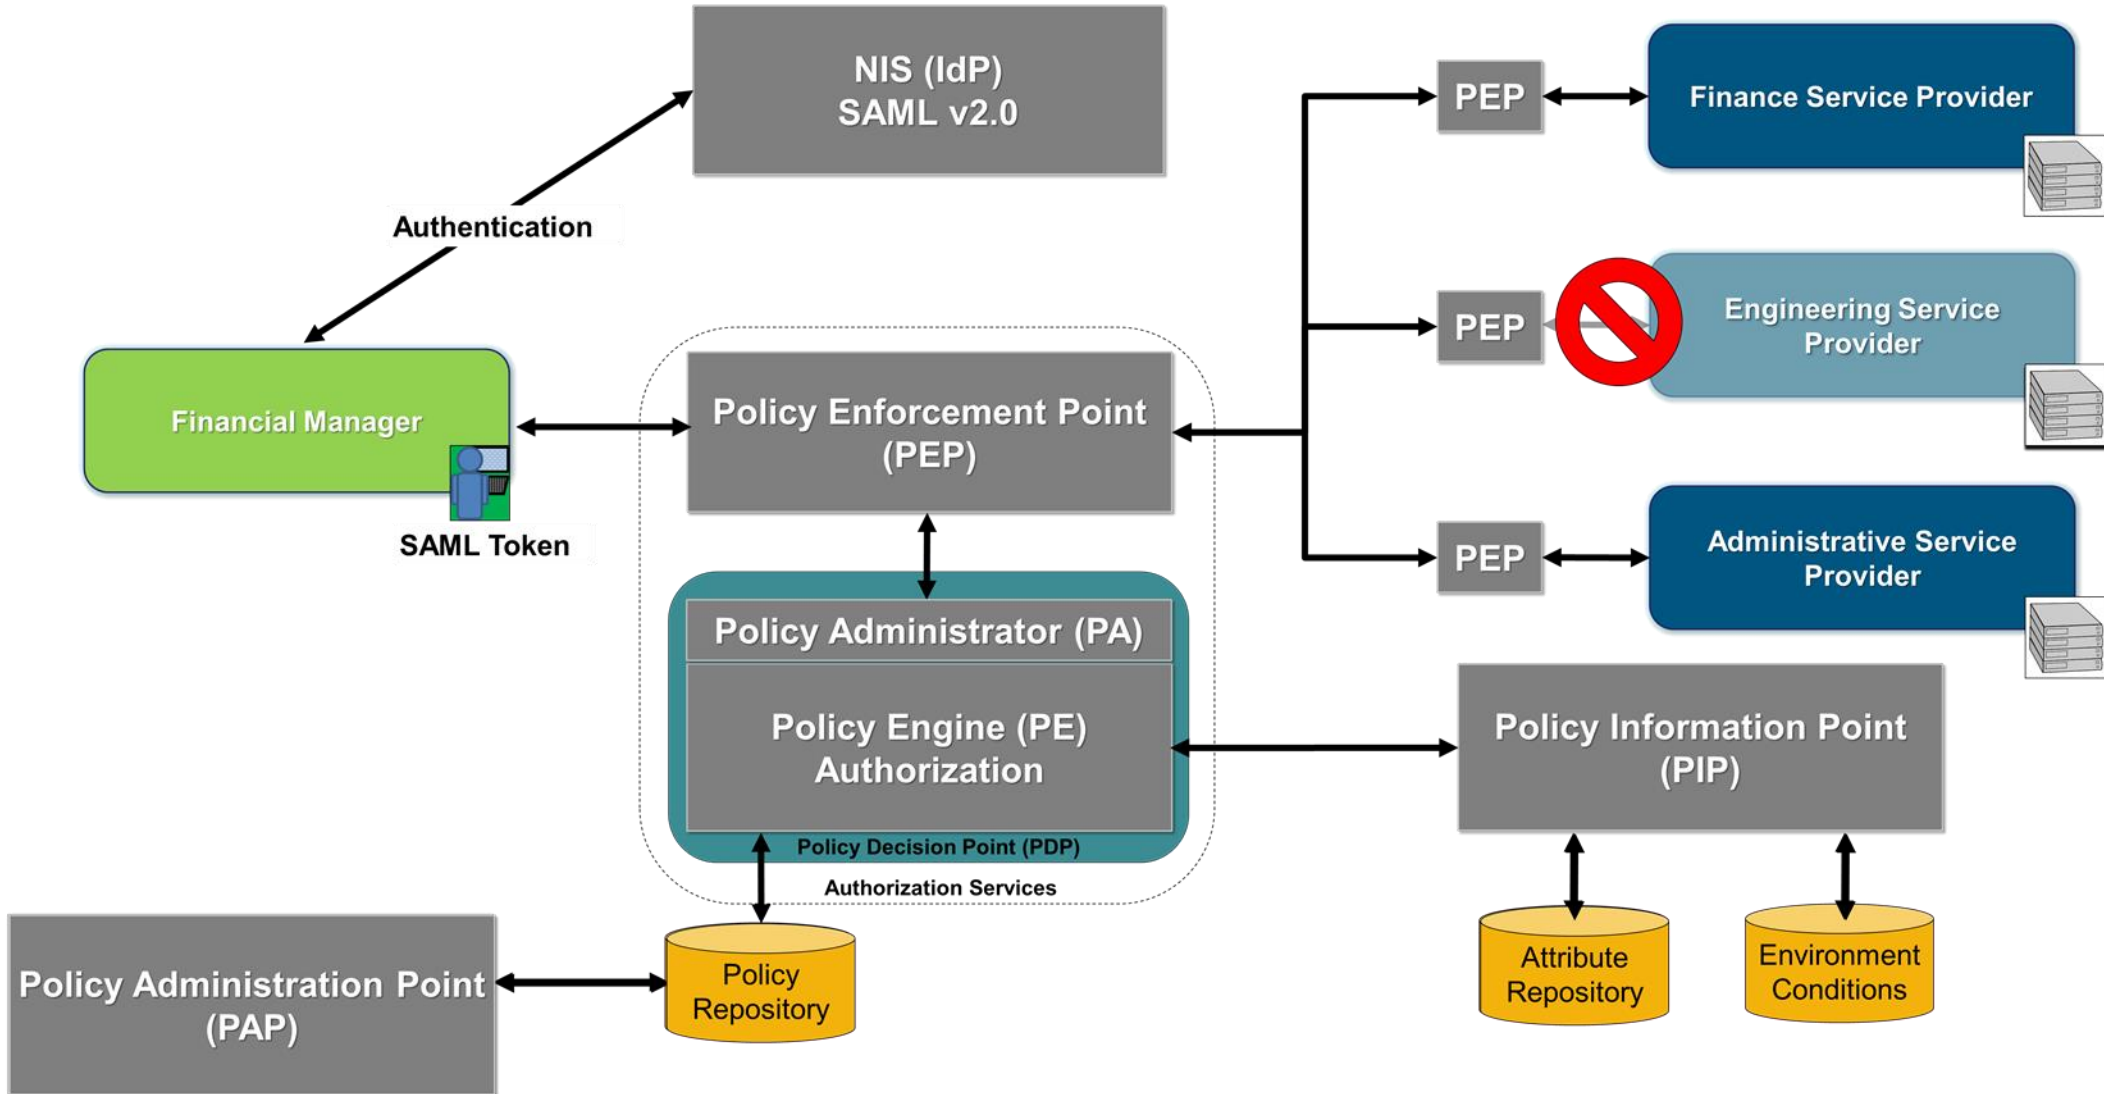 NIS (IdP)
SAML v2.0
PEP
Finance Service Provider
Authentication
PEP
Engineering Service
Provider
Financial Manager
SAML Token
Policy Enforcement Point
(PEP)
PEP
Administrative Service
Provider
Policy Administrator (PA)
Policy Engine (PE)
Authorization
Policy Decision Point (PDP)
Authorization Services
Policy Information Point
(PIP)
Policy Administration Point
(PAP)
Policy
Repository
Attribute
Repository
Environment
Conditions